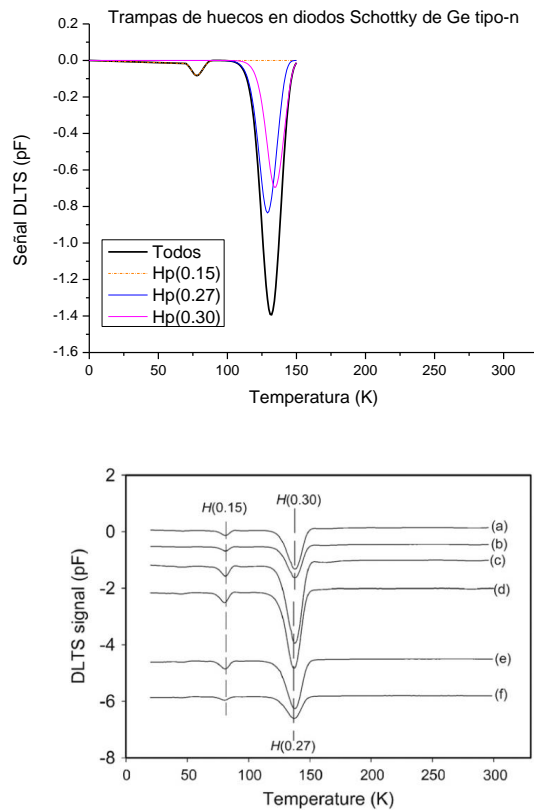 Trampas de huecos en diodos Schottky de Ge tipo-n
0.0
-0.2
-0.4
-0.6
-0.8
-1.0
-1.2
-1.4
-1.6
Señal DLTS (pF)
Todos
Hp(0.15)
Hp(0.27)
Hp(0.30)
0 50 100 150 200 250 300
Temperatura (K)
2
0
-2
-4
-6
-8
DLTS signal (pF)
H(0.15)
H(0.30)
(a)
(b)
(c)
(d)
(e)
(f)
H(0.27)
0 50 100 150 200 250 300
Temperature (K)